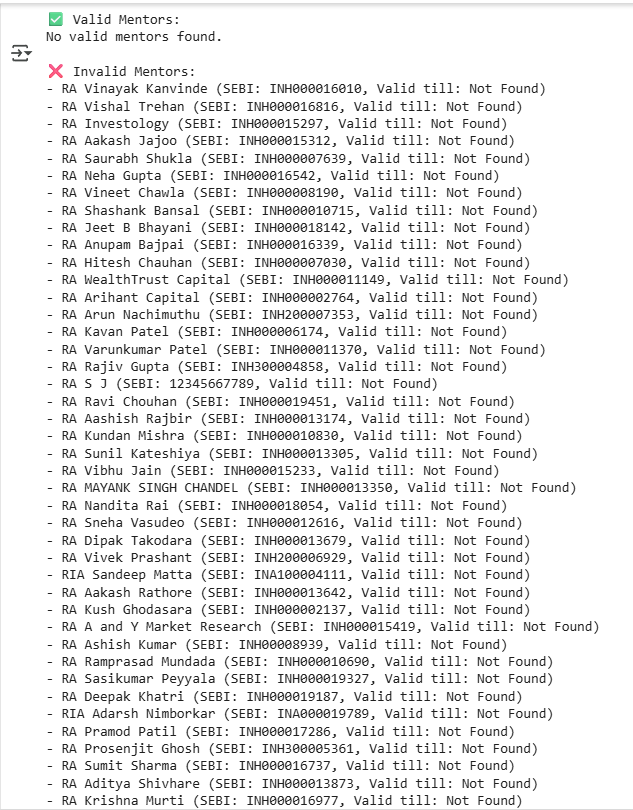 ✅ Valid Mentors:
No valid mentors found.
❌ Invalid Mentors:
- RA Vinayak Kanvinde (SEBI: INH000016010, Valid till: Not Found)
- RA Vishal Trehan (SEBI: INH000016816, Valid till: Not Found)
- RA Investology (SEBI: INH000015297, Valid till: Not Found)
- RA Aakash Jajoo (SEBI: INH000015312, Valid till: Not Found)
- RA Saurabh Shukla (SEBI: INH000007639, Valid till: Not Found)
- RA Neha Gupta (SEBI: INH000016542, Valid till: Not Found)
- RA Vineet Chawla (SEBI: INH000008190, Valid till: Not Found)
- RA Shashank Bansal (SEBI: INH000010715, Valid till: Not Found)
- RA Jeet B Bhayani (SEBI: INH000018142, Valid till: Not Found)
- RA Anupam Bajpai (SEBI: INH000016339, Valid till: Not Found)
- RA Hitesh Chauhan (SEBI: INH000007030, Valid till: Not Found)
- RA WealthTrust Capital (SEBI: INH000011149, Valid till: Not Found)
- RA Arihant Capital (SEBI: INH000002764, Valid till: Not Found)
- RA Arun Nachimuthu (SEBI: INH200007353, Valid till: Not Found)
- RA Kavan Patel (SEBI: INH000006174, Valid till: Not Found)
- RA Varunkumar Patel (SEBI: INH000011370, Valid till: Not Found)
- RA Rajiv Gupta (SEBI: INH300004858, Valid till: Not Found)
- RA S J (SEBI: 12345667789, Valid till: Not Found)
- RA Ravi Chouhan (SEBI: INH000019451, Valid till: Not Found)
- RA Aashish Rajbir (SEBI: INH000013174, Valid till: Not Found)
- RA Kundan Mishra (SEBI: INH000010830, Valid till: Not Found)
- RA Sunil Kateshiya (SEBI: INH000013305, Valid till: Not Found)
- RA Vibhu Jain (SEBI: INH000015233, Valid till: Not Found)
- RA MAYANK SINGH CHANDEL (SEBI: INH000013350, Valid till: Not Found)
- RA Nandita Rai (SEBI: INH000018054, Valid till: Not Found)
- RA Sneha Vasudeo (SEBI: INH000012616, Valid till: Not Found)
- RA Dipak Takodara (SEBI: INH000013679, Valid till: Not Found)
- RA Vivek Prashant (SEBI: INH200006929, Valid till: Not Found)
- RIA Sandeep Matta (SEBI: INA100004111, Valid till: Not Found)
- RA Aakash Rathore (SEBI: INH000013642, Valid till: Not Found)
- RA Kush Ghodasara (SEBI: INH000002137, Valid till: Not Found)
- RA A and Y Market Research (SEBI: INH000015419, Valid till: Not Found)
- RA Ashish Kumar (SEBI: INH00008939, Valid till: Not Found)
- RA Ramprasad Mundada (SEBI: INH000010690, Valid till: Not Found)
- RA Sasikumar Peyyala (SEBI: INH000019327, Valid till: Not Found)
- RA Deepak Khatri (SEBI: INH000019187, Valid till: Not Found)
- RIA Adarsh Nimborkar (SEBI: INA000019789, Valid till: Not Found)
- RA Pramod Patil (SEBI: INH000017286, Valid till: Not Found)
- RA Prosenjit Ghosh (SEBI: INH300005361, Valid till: Not Found)
- RA Sumit Sharma (SEBI: INH000016737, Valid till: Not Found)
- RA Aditya Shivhare (SEBI: INH000013873, Valid till: Not Found)
- RA Krishna Murti (SEBI: INH000016977, Valid till: Not Found)